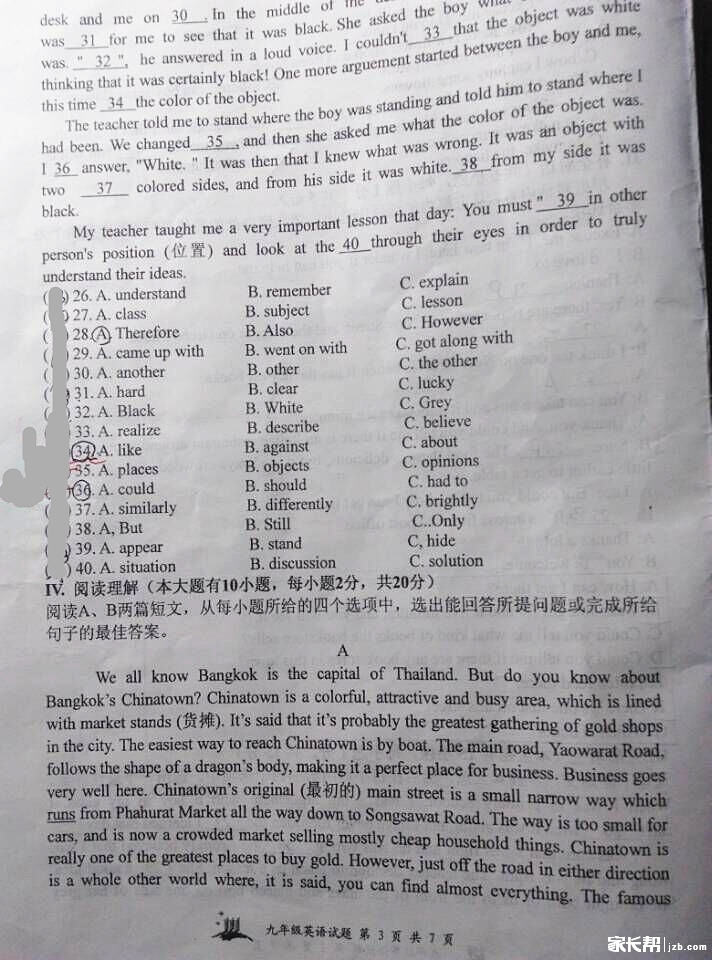 desk and me on 30 . In the middle of the
was 31 for me to see that it was black. She asked the boy what
was. " 32 ", he answered in a loud voice. I couldn't 33 that the object was white
thinking that it was certainly black! One more arguement started between the boy and me,
this time 34 the color of the object.
The teacher told me to stand where the boy was standing and told him to stand where I
had been. We changed 35 , and then she asked me what the color of the object was.
I 36 answer, "White. " It was then that I knew what was wrong. It was an object with
two 37 colored sides, and from his side it was white. 38 from my side it was
black.
My teacher taught me a very important lesson that day: You must " 39 in other
person's position (位置) and look at the 40 through their eyes in order to truly
understand their ideas.
( ) 26. A. understand B. remember C. explain
( ) 27. A. class B. subject C. lesson
( ) 28. A. Therefore B. Also C. However
( ) 29. A. came up with B. went on with C. got along with
( ) 30. A. another B. other C. the other
( ) 31. A. hard B. clear C. lucky
) 32. A. Black B. White C. Grey
) 33. A. realize B. describe C. believe
34. A. like B. against C. about
35. A. places B. objects C. opinions
( ) 36. A. could B. should C. had to
( ) 37. A. similarly B. differently C. brightly
( ) 38. A, But B. Still C..Only
( ) 39. A. appear B. stand C, hide
( ) 40. A. situation B. discussion C. solution
IV. 阅读理解（本大题有10小题，每小题2分，共20分）
阅读A、B两篇短文，从每小题所给的四个选项中，选出能回答所提问题或完成所给
句子的最佳答案。
A
We all know Bangkok is the capital of Thailand. But do you know about
Bangkok's Chinatown? Chinatown is a colorful, attractive and busy area, which is lined
with market stands (货摊). It's said that it's probably the greatest gathering of gold shops
in the city. The easiest way to reach Chinatown is by boat. The main road, Yaowarat Road,
follows the shape of a dragon's body, making it a perfect place for business. Business goes
very well here. Chinatown's original (最初的) main street is a small narrow way which
runs from Phahurat Market all the way down to Songsawat Road. The way is too small for
cars, and is now a crowded market selling mostly cheap household things. Chinatown is
really one of the greatest places to buy gold. However, just off the road in either direction
is a whole other world where, it is said, you can find almost everything. The famous
九年级英语试题 第 3 页 共 7 页
家长帮|jzb.com